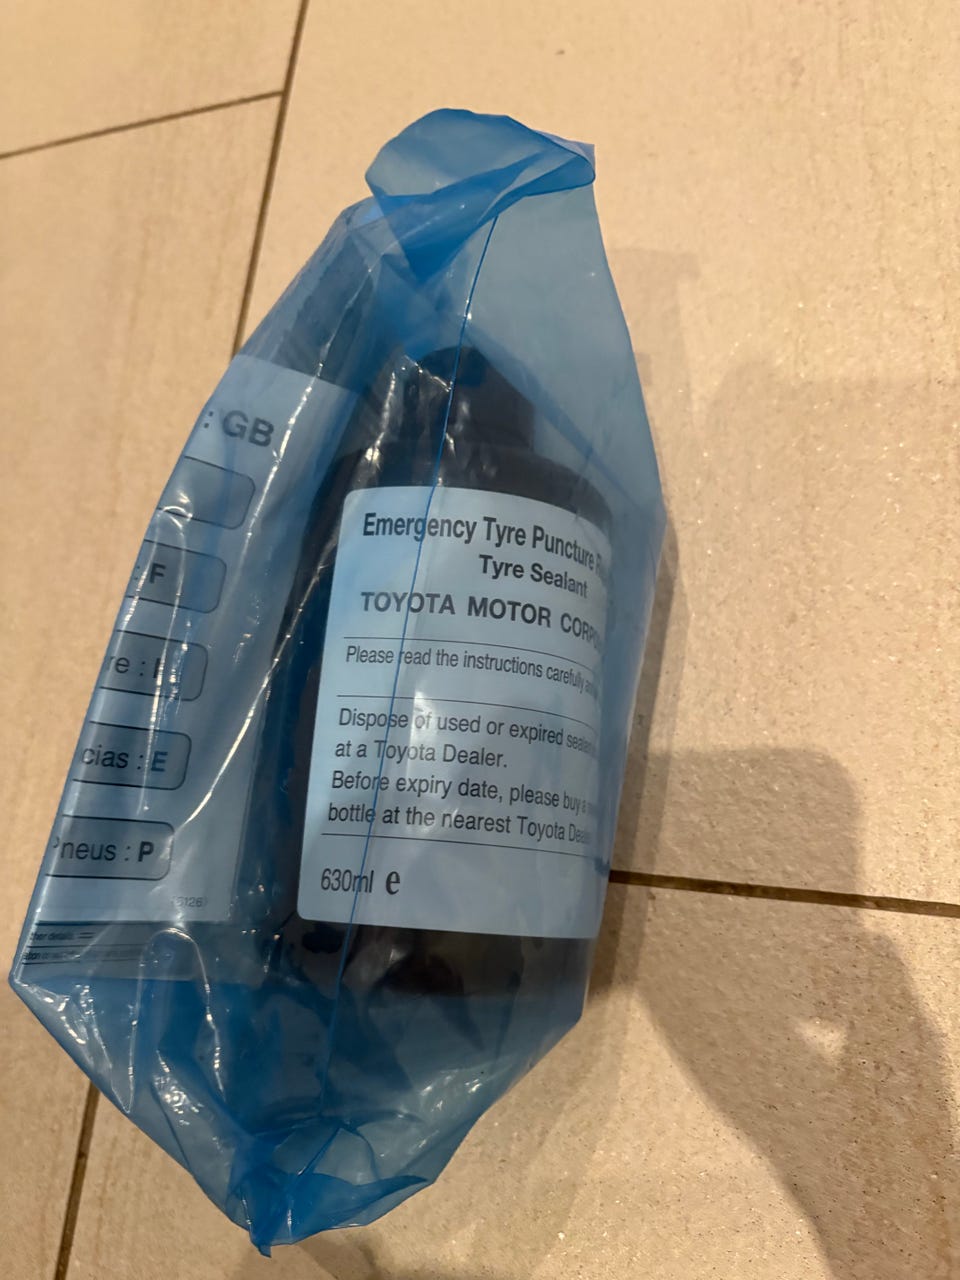 : GB
: F
re :
cias : E
Pneus : P
Emergency Tyre Puncture
Tyre Sealant
TOYOTA MOTOR
Please read the instructions carefully
Dispose of used or expired
at a Toyota Dealer.
Before expiry date, please buy a
bottle at the nearest Toyota
630ml e